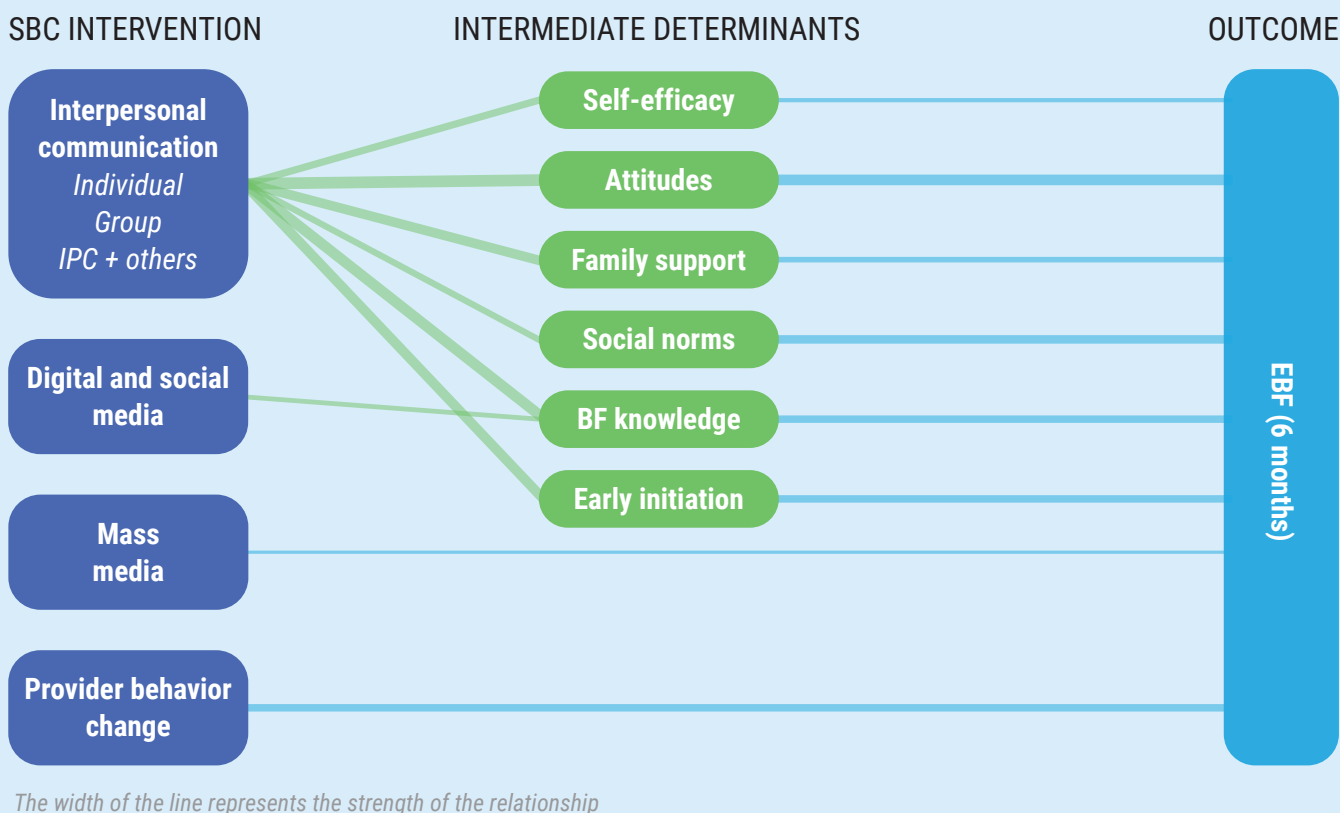 SBC INTERVENTION
INTERMEDIATE DETERMINANTS
OUTCOME
Interpersonal
communication
Individual
Group
IPC + others
Digital and social
media
Mass
media
Provider behavior
change
Self-efficacy
Attitudes
Family support
Social norms
BF knowledge
Early initiation
EBF (6 months)
The width of the line represents the strength of the relationship